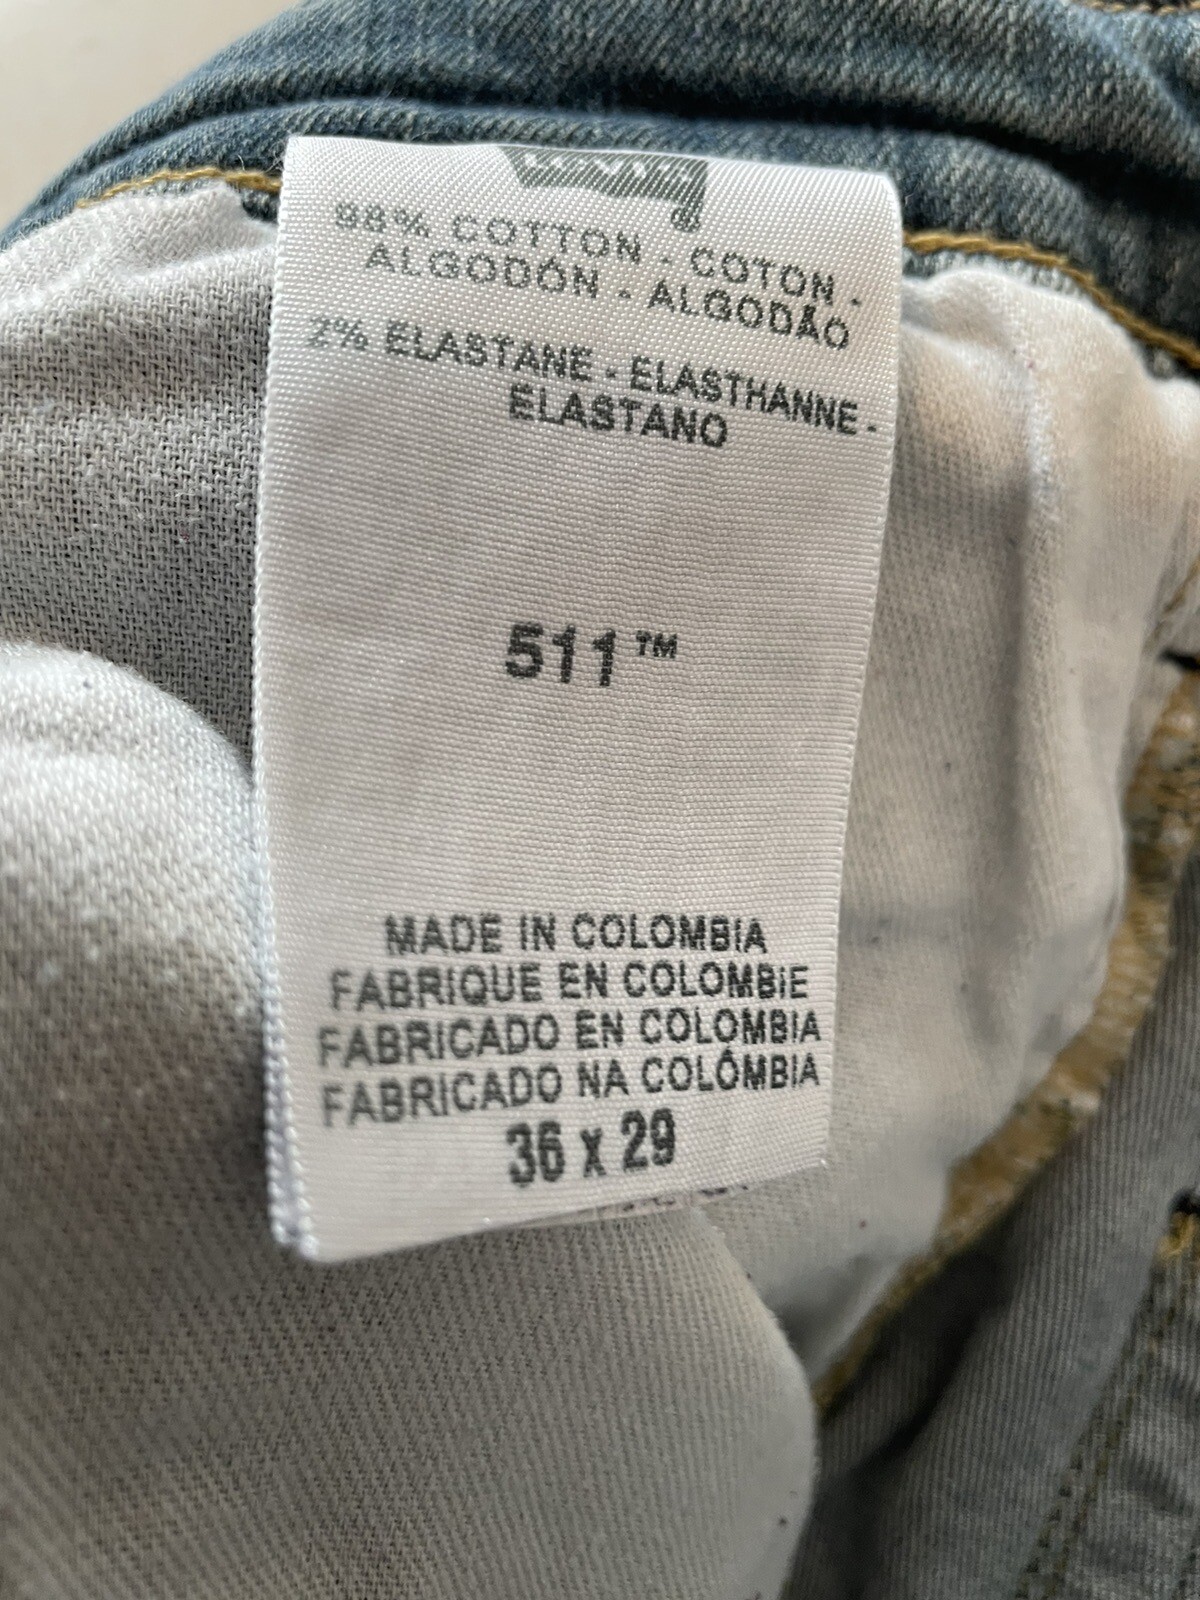 98% COTTON - COTON -
ALGODÓN - ALGODÃO
2% ELASTANE - ELASTHANNE -
ELASTANO
511™
MADE IN COLOMBIA
FABRIQUE EN COLOMBIE
FABRICADO EN COLOMBIA
FABRICADO NA COLÓMBIA
36 x 29